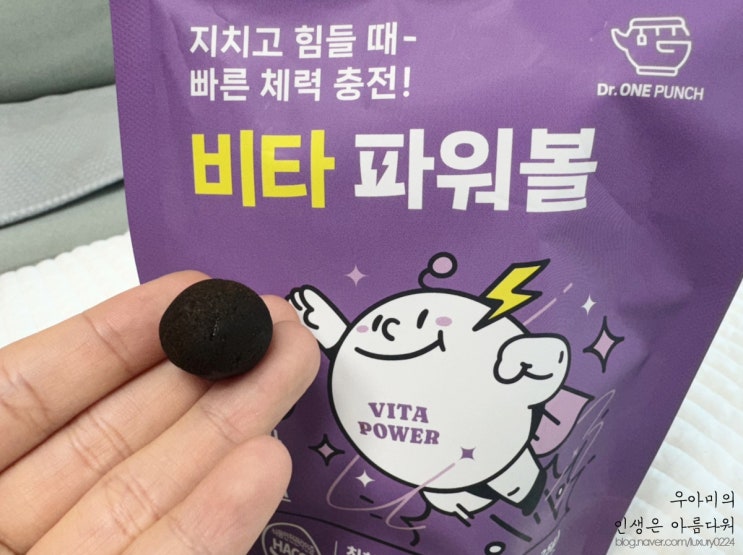 지치고 힘들 때-
빠른 체력 충전!
Dr. ONE PUNCH
비타 파워볼
VITA
POWER
우아미의
인생은 아름다워
blog.naver.com/luxury0224